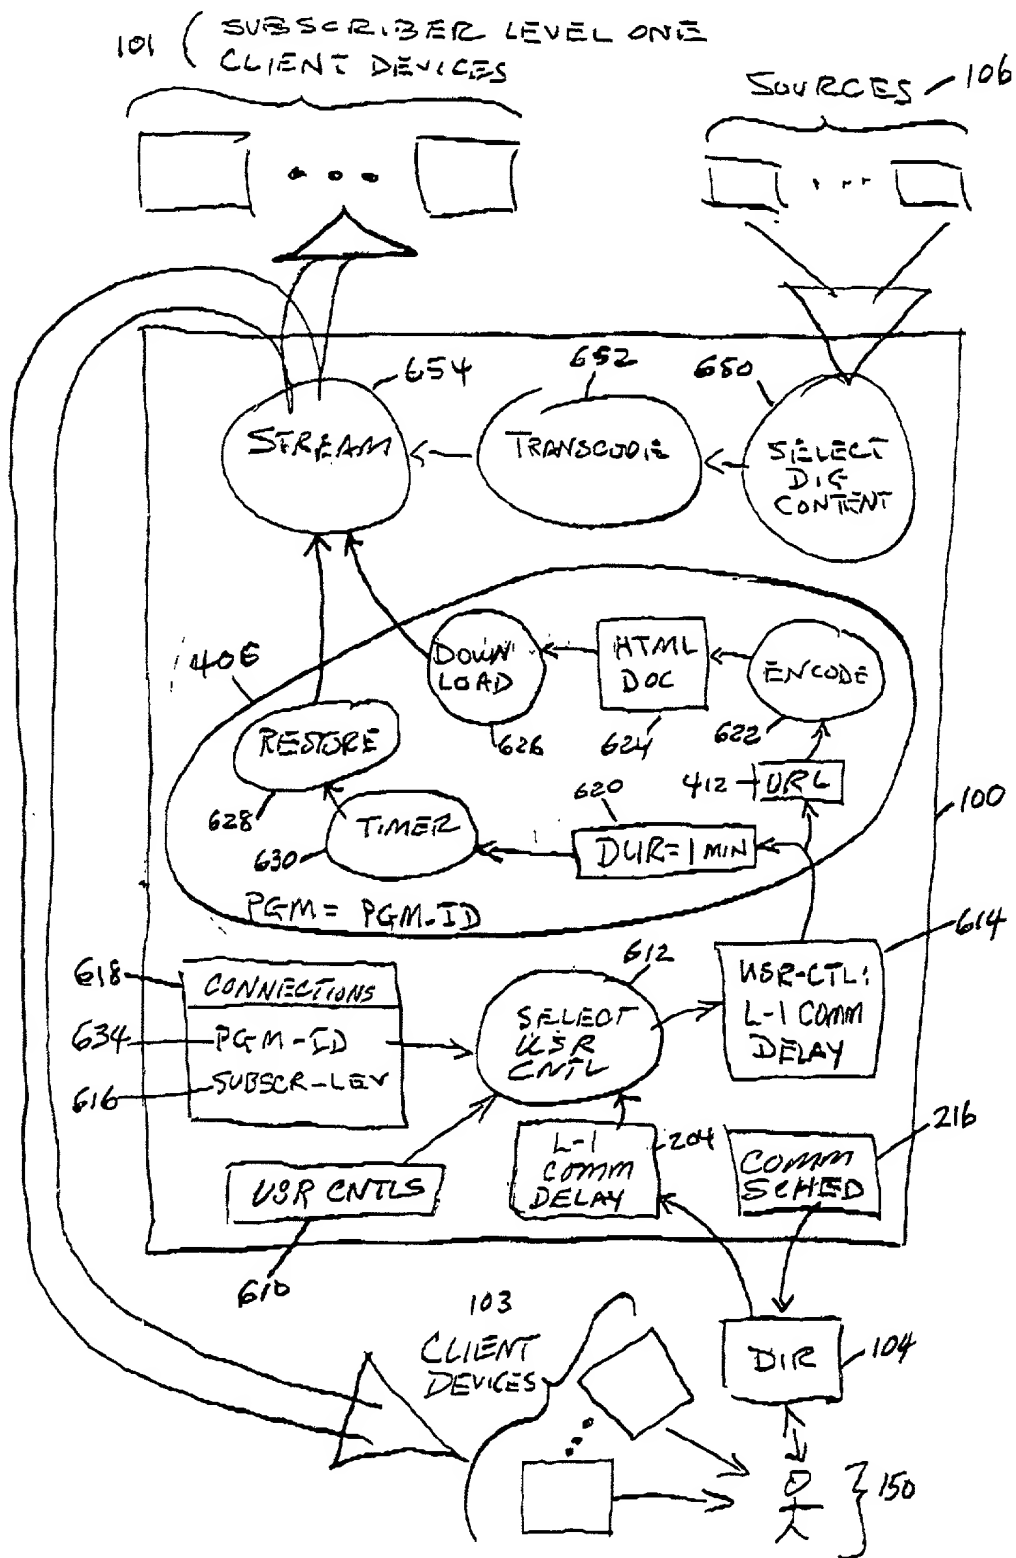 101 ( SUBSCRIBER LEVEL ONE
CLIENT DEVICES
SOURCES 106
654
652
650
STREAM
TRANSCODE
SELECT
DIG
CONTENT
406
DOWN
LOAD
HTML
DOC
ENCODE
RESTORE
626
624
622
412
URL
620
100
628
TIMER
DUR=1 MIN
630
PGM= PGM-ID
614
612
618
CONNECTIONS
USR-CTL:
L-1 COMM
DELAY
SELECT
USR
CNTL
634
PGM-ID
616
SUBSCR-LEV
216
L-1
COMM
DELAY
204
COMM
SCHED
USR CNTLS
610
103
CLIENT
DEVICES
DIR
104
150